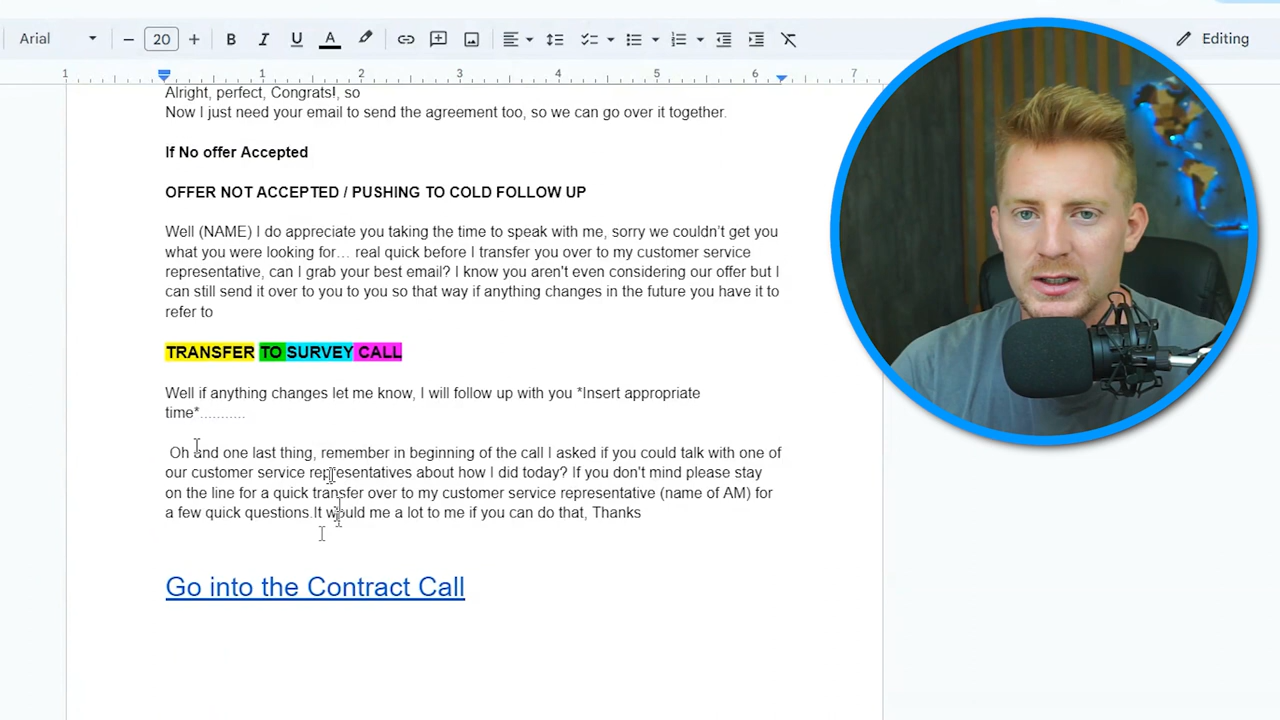 Arial
20
B I U A
Editing
1 1 2 3 4 5 6 7
Alright, perfect, Congrats!, so
Now I just need your email to send the agreement too, so we can go over it together.
If No offer Accepted
OFFER NOT ACCEPTED / PUSHING TO COLD FOLLOW UP
Well (NAME) I do appreciate you taking the time to speak with me, sorry we couldn't get you
what you were looking for… real quick before I transfer you over to my customer service
representative, can I grab your best email? I know you aren't even considering our offer but I
can still send it over to you to you so that way if anything changes in the future you have it to
refer to
TRANSFER TO SURVEY CALL
Well if anything changes let me know, I will follow up with you *Insert appropriate
time*...........
Oh and one last thing, remember in beginning of the call I asked if you could talk with one of
our customer service representatives about how I did today? If you don't mind please stay
on the line for a quick transfer over to my customer service representative (name of AM) for
a few quick questions.It would me a lot to me if you can do that, Thanks
Go into the Contract Call